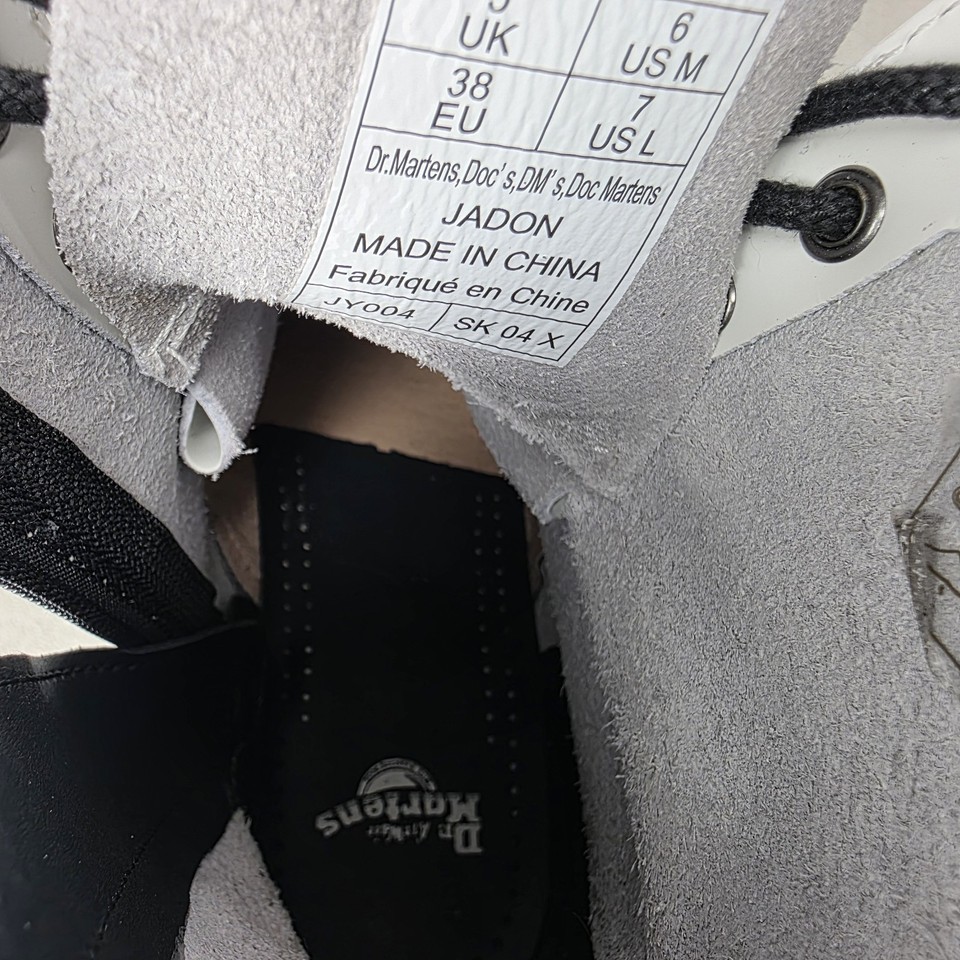 5
UK
6
US M
38
EU
7
US L
Dr.Martens,Doc's,DM's,Doc Martens
JADON
MADE IN CHINA
Fabriqué en Chine
JY004
SK 04 X
Dr.
Martens